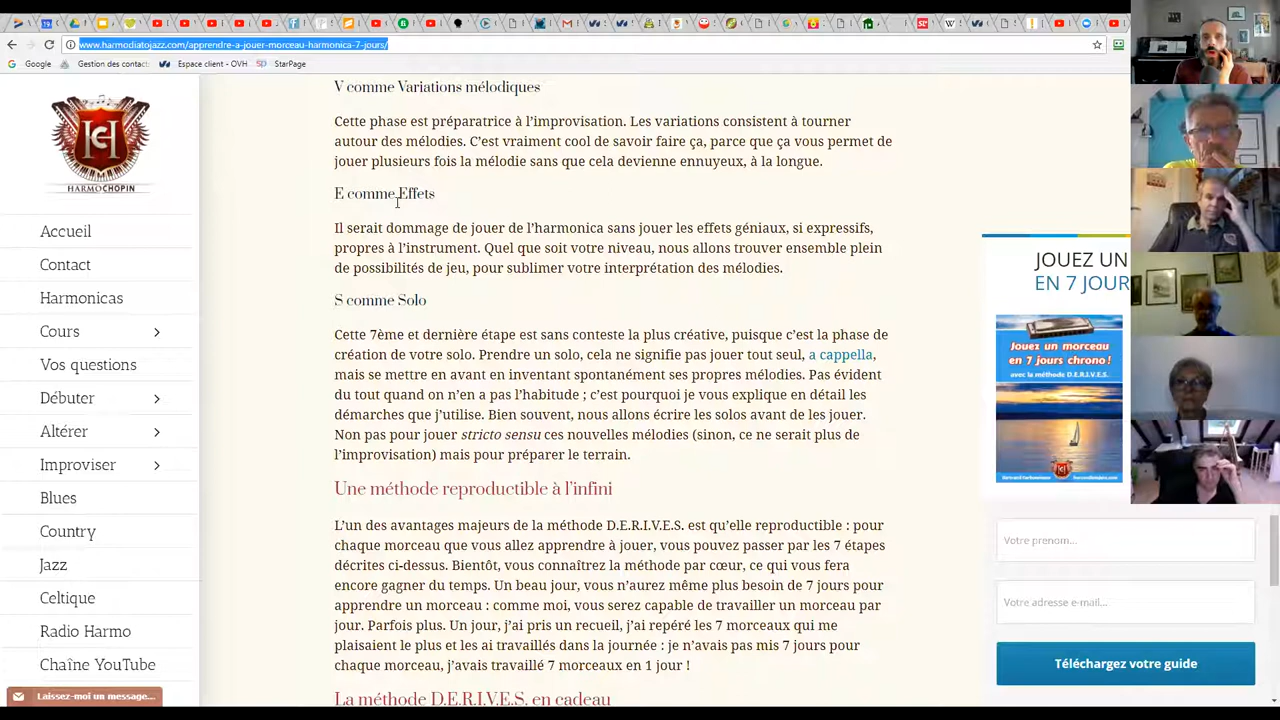 www.harmodiatojazz.com/apprendre-a-jouer-morceau-harmonica-7-jours/
Google
Gestion des contact
Espace client - OVH
StarPage
HARMOCHOPIN
Accueil
Contact
Harmonicas
Cours
Vos questions
Débuter
Altérer
Improviser
Blues
Country
Jazz
Celtique
Radio Harmo
Chaîne YouTube
Laissez-moi un message...
V comme Variations mélodiques
Cette phase est préparatrice à l’improvisation. Les variations consistent à tourner
autour des mélodies. C’est vraiment cool de savoir faire ça, parce que ça vous permet de
jouer plusieurs fois la mélodie sans que cela devienne ennuyeux, à la longue.
E comme Effets
Il serait dommage de jouer de l’harmonica sans jouer les effets géniaux, si expressifs,
propres à l’instrument. Quel que soit votre niveau, nous allons trouver ensemble plein
de possibilités de jeu, pour sublimer votre interprétation des mélodies.
S comme Solo
Cette 7ème et dernière étape est sans conteste la plus créative, puisque c’est la phase de
création de votre solo. Prendre un solo, cela ne signifie pas jouer tout seul, a cappella,
mettre en avant en inventant spontanément ses propres mélodies. Pas évident
du tout quand on n’en a pas l’habitude ; c’est pourquoi je vous explique en détail les
démarches que j’utilise. Bien souvent, nous allons écrire les solos avant de les jouer.
Non pas pour jouer stricto sensu ces nouvelles mélodies (sinon, ce ne serait plus de
l’improvisation) mais pour préparer le terrain.
Une méthode reproductible à l’infini
L’un des avantages majeurs de la méthode D.E.R.I.V.E.S. est qu’elle reproductible : pour
chaque morceau que vous allez apprendre à jouer, vous pouvez passer par les 7 étapes
décrites ci-dessus. Bientôt, vous connaîtrez la méthode par cœur, ce qui vous fera
encore gagner du temps. Un beau jour, vous n’aurez même plus besoin de 7 jours pour
apprendre un morceau : comme moi, vous serez capable de travailler un morceau par
jour. Parfois plus. Un jour, j’ai pris un recueil, j’ai repéré les 7 morceaux qui me
plaisaient le plus et les ai travaillés dans la journée : je n’avais pas mis 7 jours pour
chaque morceau, j’avais travaillé 7 morceaux en 1 jour !
La méthode D.E.R.I.V.E.S. en cadeau
JOUEZ UN
EN 7 JOUR
Jouez un morceau
en 7 jours chrono !
avec la méthode D.E.R.I.V.E.S.
Votre prenom...
Votre adresse e-mail...
Téléchargez votre guide